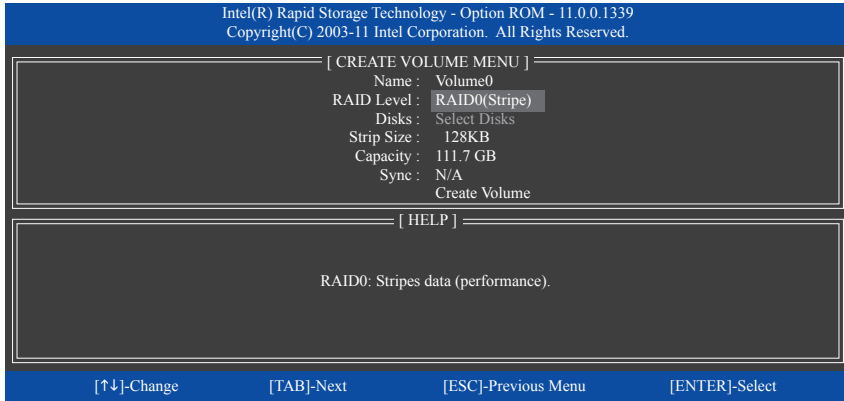 Intel(R) Rapid Storage Technology - Option ROM - 11.0.0.1339
Copyright(C) 2003-11 Intel Corporation. All Rights Reserved.
[ CREATE VOLUME MENU ]
Name : Volume0
RAID Level : RAID0(Stripe)
Disks : Select Disks
Strip Size : 128KB
Capacity : 111.7 GB
Sync : N/A
Create Volume
[ HELP ]
RAID0: Stripes data (performance).
[↑↓]-Change [TAB]-Next [ESC]-Previous Menu [ENTER]-Select